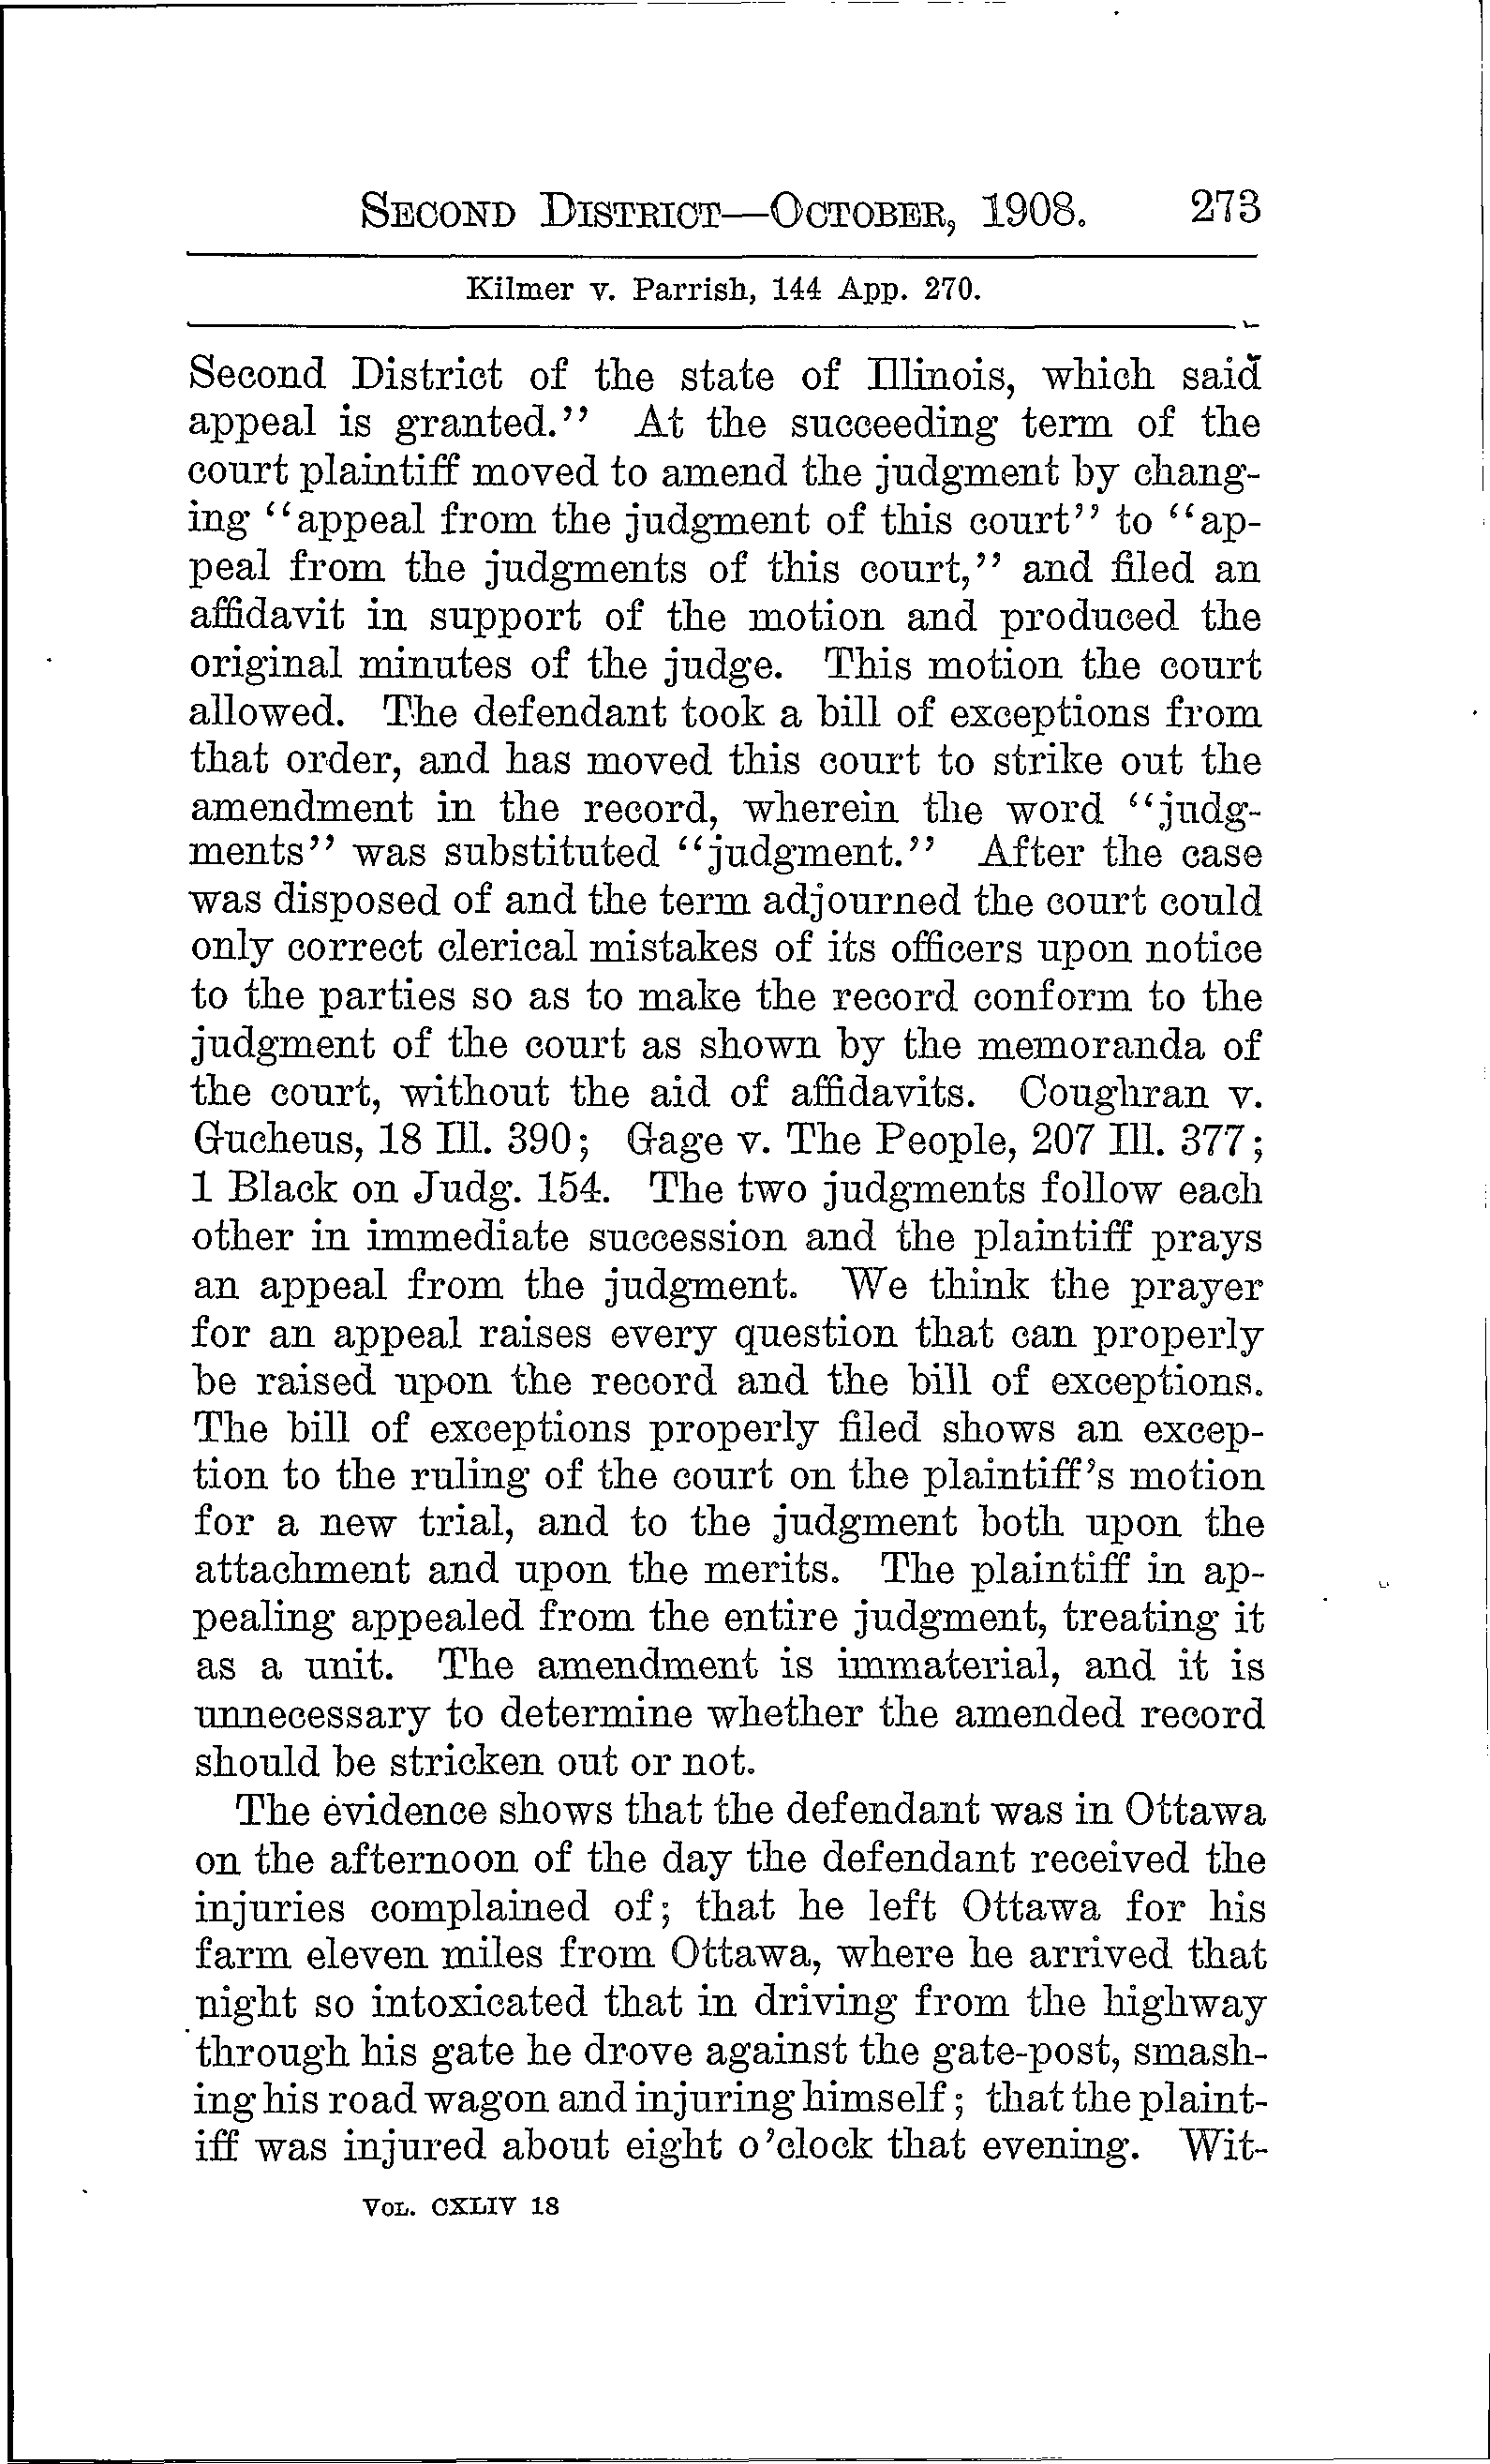 SECOND DISTRICT—OCTOBER, 1908. 273
Kilmer v. Parrish, 144 App. 270.
Second District of the state of Illinois, which said
appeal is granted.’’ At the succeeding term of the
court plaintiff moved to amend the judgment by chang-
ing ‘‘appeal from the judgment of this court’’ to ‘‘ap-
peal from the judgments of this court,’’ and filed an
affidavit in support of the motion and produced the
original minutes of the judge. This motion the court
allowed. The defendant took a bill of exceptions from
that order, and has moved this court to strike out the
amendment in the record, wherein the word ‘‘judg-
ments’’ was substituted ‘‘judgment.’’ After the case
was disposed of and the term adjourned the court could
only correct clerical mistakes of its officers upon notice
to the parties so as to make the record conform to the
judgment of the court as shown by the memoranda of
the court, without the aid of affidavits. Coughran v.
Gucheus, 18 Ill. 390; Gage v. The People, 207 Ill. 377;
1 Black on Judg. 154. The two judgments follow each
other in immediate succession and the plaintiff prays
an appeal from the judgment. We think the prayer
for an appeal raises every question that can properly
be raised upon the record and the bill of exceptions.
The bill of exceptions properly filed shows an excep-
tion to the ruling of the court on the plaintiff’s motion
for a new trial, and to the judgment both upon the
attachment and upon the merits. The plaintiff in ap-
pealing appealed from the entire judgment, treating it
as a unit. The amendment is immaterial, and it is
unnecessary to determine whether the amended record
should be stricken out or not.
The evidence shows that the defendant was in Ottawa
on the afternoon of the day the defendant received the
injuries complained of; that he left Ottawa for his
farm eleven miles from Ottawa, where he arrived that
night so intoxicated that in driving from the highway
through his gate he drove against the gate-post, smash-
ing his road wagon and injuring himself; that the plaint-
iff was injured about eight o’clock that evening. Wit-
VOL. CXLIV 18